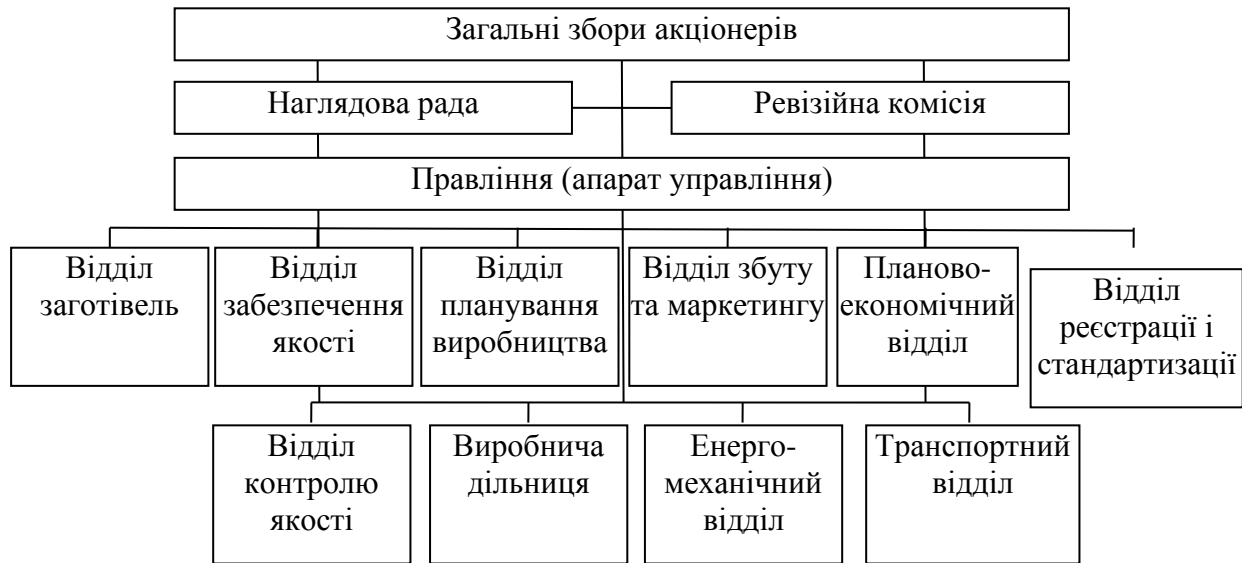 Загальні збори акціонерів
Наглядова рада
Ревізійна комісія
Правління (апарат управління)
Відділ
заготівель
Відділ
забезпечення
якості
Відділ
планування
виробництва
Відділ збуту
та маркетингу
Планово-
економічний
відділ
Відділ
реєстрації і
стандартизації
Відділ
контролю
якості
Виробнича
дільниця
Енерго-
механічний
відділ
Транспортний
відділ